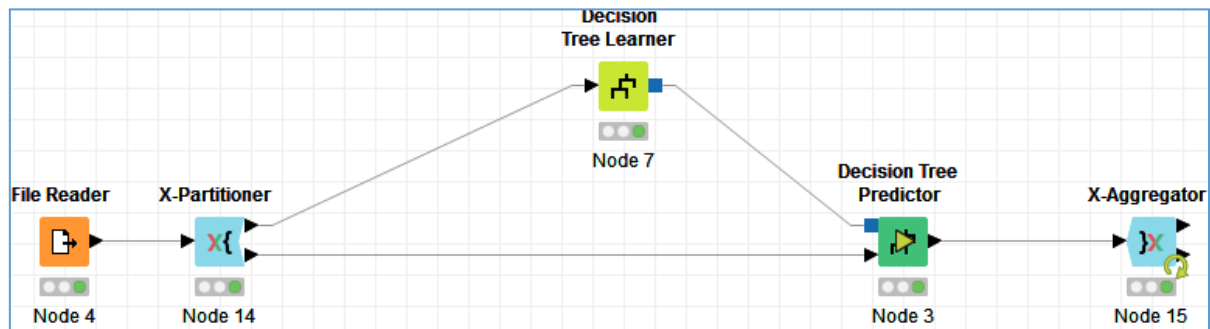 Decision
Tree Learner
Node 7
Decision Tree
Predictor
File Reader
X-Partitioner
X-Aggregator
X{
}X
Node 4
Node 14
Node 3
Node 15